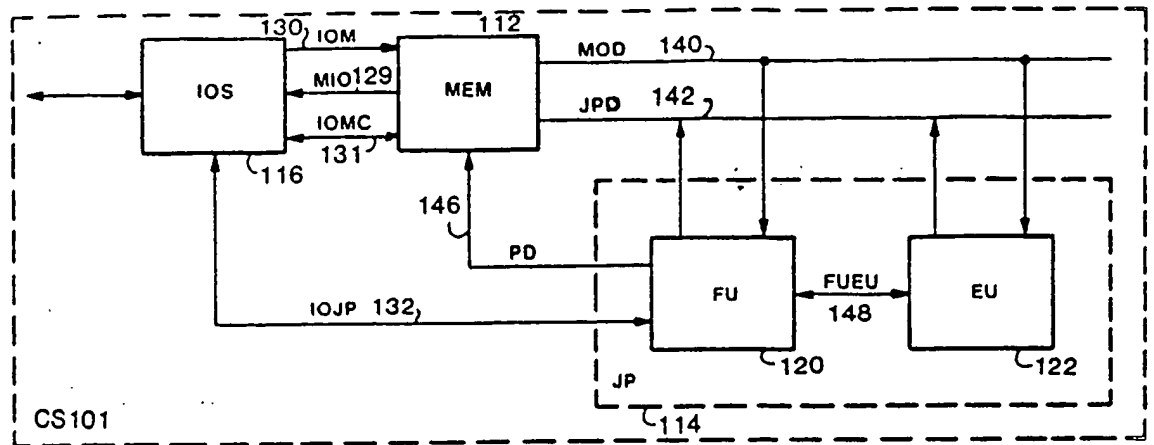 130 IOM
112
MOD 140
IOS
MIO 129
MEM
JPD 142
IOMC
131
116
146
PD
FU
FUEU
148
EU
IOJP 132
120
122
JP
CS101
114